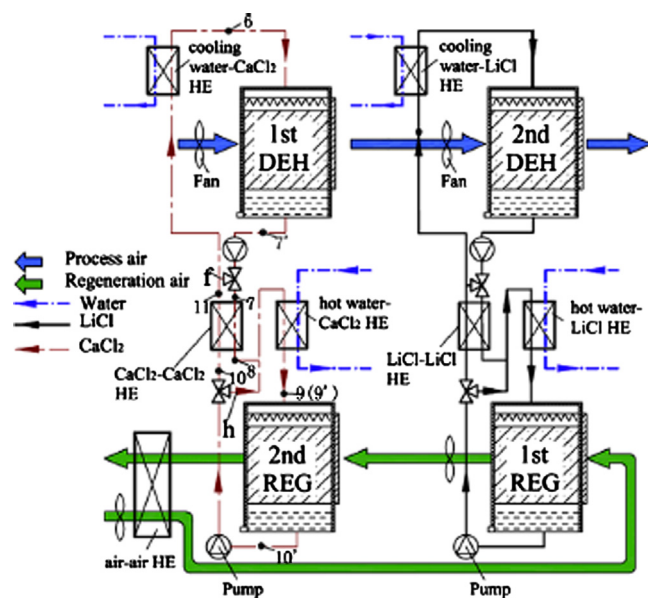 6
cooling
water-CaCl₂
HE
1st
DEH
Fan
7'
cooling
water-LiCl
HE
2nd
DEH
Fan
Process air
Regeneration air
Water
LiCl
CaCl₂
f
11
7
8
10
CaCl₂-CaCl₂
HE
h
hot water-
CaCl₂ HE
9(9')
LiCl-LiCl
HE
hot water-
LiCl HE
2nd
REG
1st
REG
air-air HE
10'
Pump
Pump